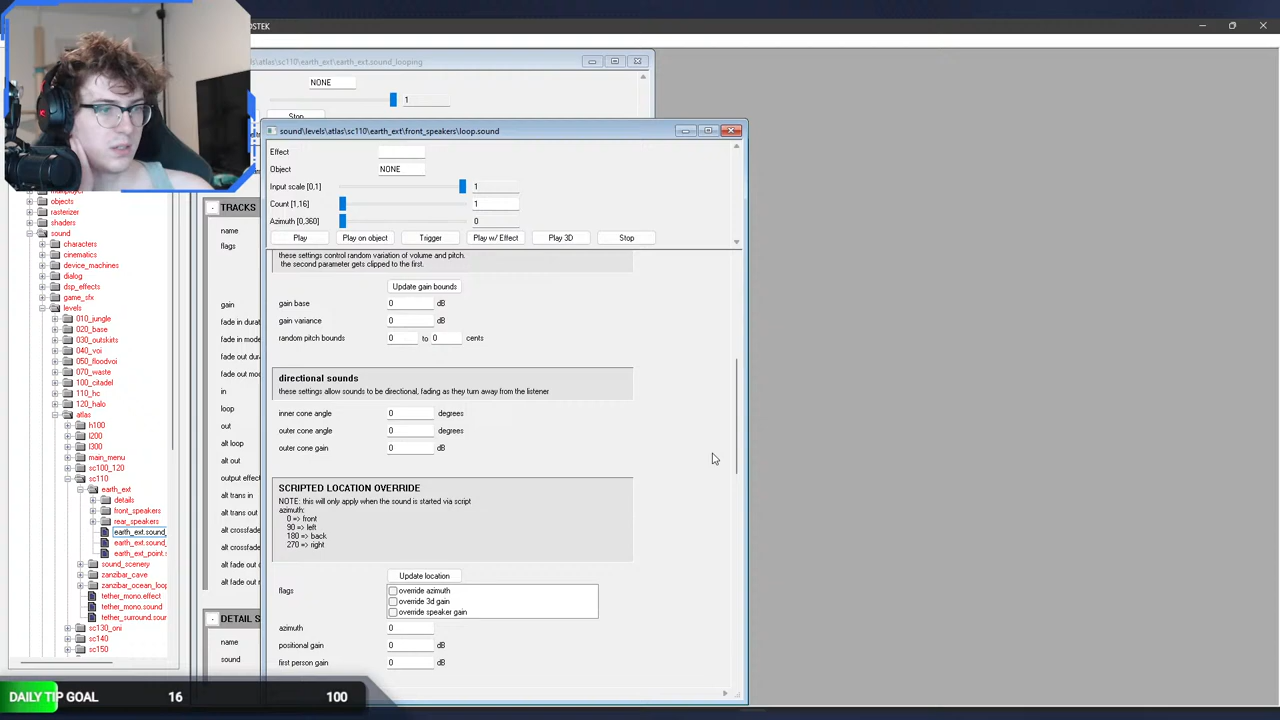 OSTEK
as\sc110\earth_ext\earth_ext.sound_looping
NONE
1
Stop
sound\levels\atlas\sc110\earth_ext\front_speakers\loop.sound
Effect
Object NONE
Input scale [0,1] 1
Count [1,16] 1
Azimuth [0,360] 0
Play Play on object Trigger Play w/ Effect Play 3D Stop
these settings control random variation of volume and pitch.
the second parameter gets clipped to the first.
Update gain bounds
gain base 0 dB
gain variance 0 dB
random pitch bounds 0 to 0 cents
directional sounds
these settings allow sounds to be directional, fading as they turn away from the listener
inner cone angle 0 degrees
outer cone angle 0 degrees
outer cone gain 0 dB
SCRIPTED LOCATION OVERRIDE
NOTE: this will only apply when the sound is started via script
azimuth:
0 => front
90 => left
180 => back
270 => right
Update location
flags
override azimuth
override 3d gain
override speaker gain
azimuth 0
positional gain 0 dB
first person gain 0 dB
TRACKS
name
flags
gain
fade in durat
fade in mode
fade out dura
fade out mod
in
loop
out
alt loop
alt out
output effect
alt trans in
alt trans out
alt crossfade
alt crossfade
alt fade out d
alt fade out r
DETAIL S
name
sound
objects
rasterizer
shaders
sound
characters
cinematics
device_machines
dialog
dsp_effects
game_sfx
levels
010_jungle
020_base
030_outskirts
040_voi
050_floodvoi
070_waste
100_citadel
110_hc
120_halo
atlas
h100
l200
l300
main_menu
sc100_120
sc110
earth_ext
details
front_speakers
rear_speakers
earth_ext.sound_
earth_ext.sound_
earth_ext_point.s
sound_scenery
zanzibar_cave
zanzibar_ocean_loop
tether_mono.effect
tether_mono.sound
tether_surround.sour
sc130_oni
sc140
sc150
DAILY TIP GOAL 16 100